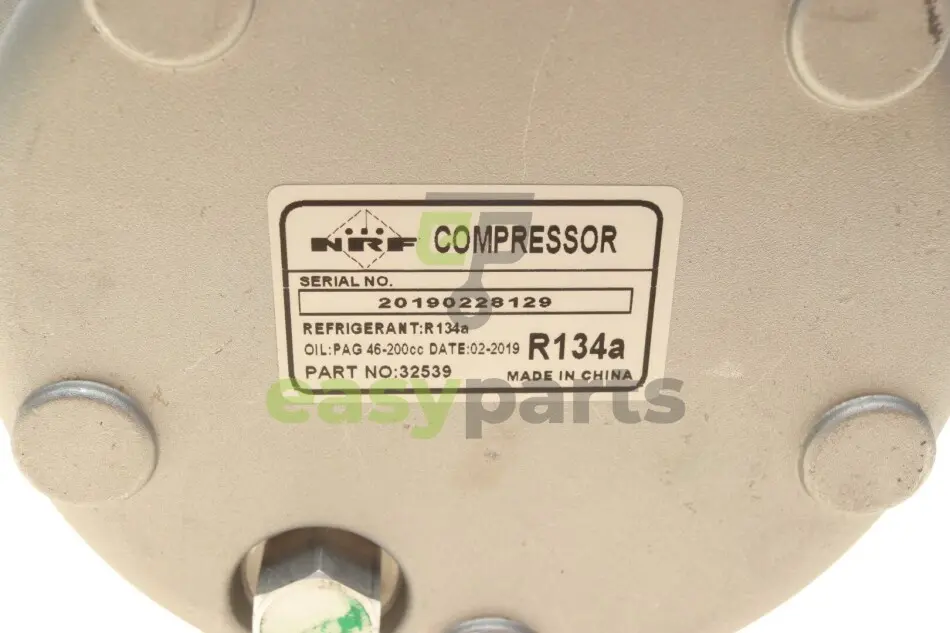 NRF COMPRESSOR
SERIAL NO.
20190228129
REFRIGERANT:R134a
OIL:PAG 46-200cc DATE:02-2019 R134a
PART NO:32539 MADE IN CHINA
easyparts